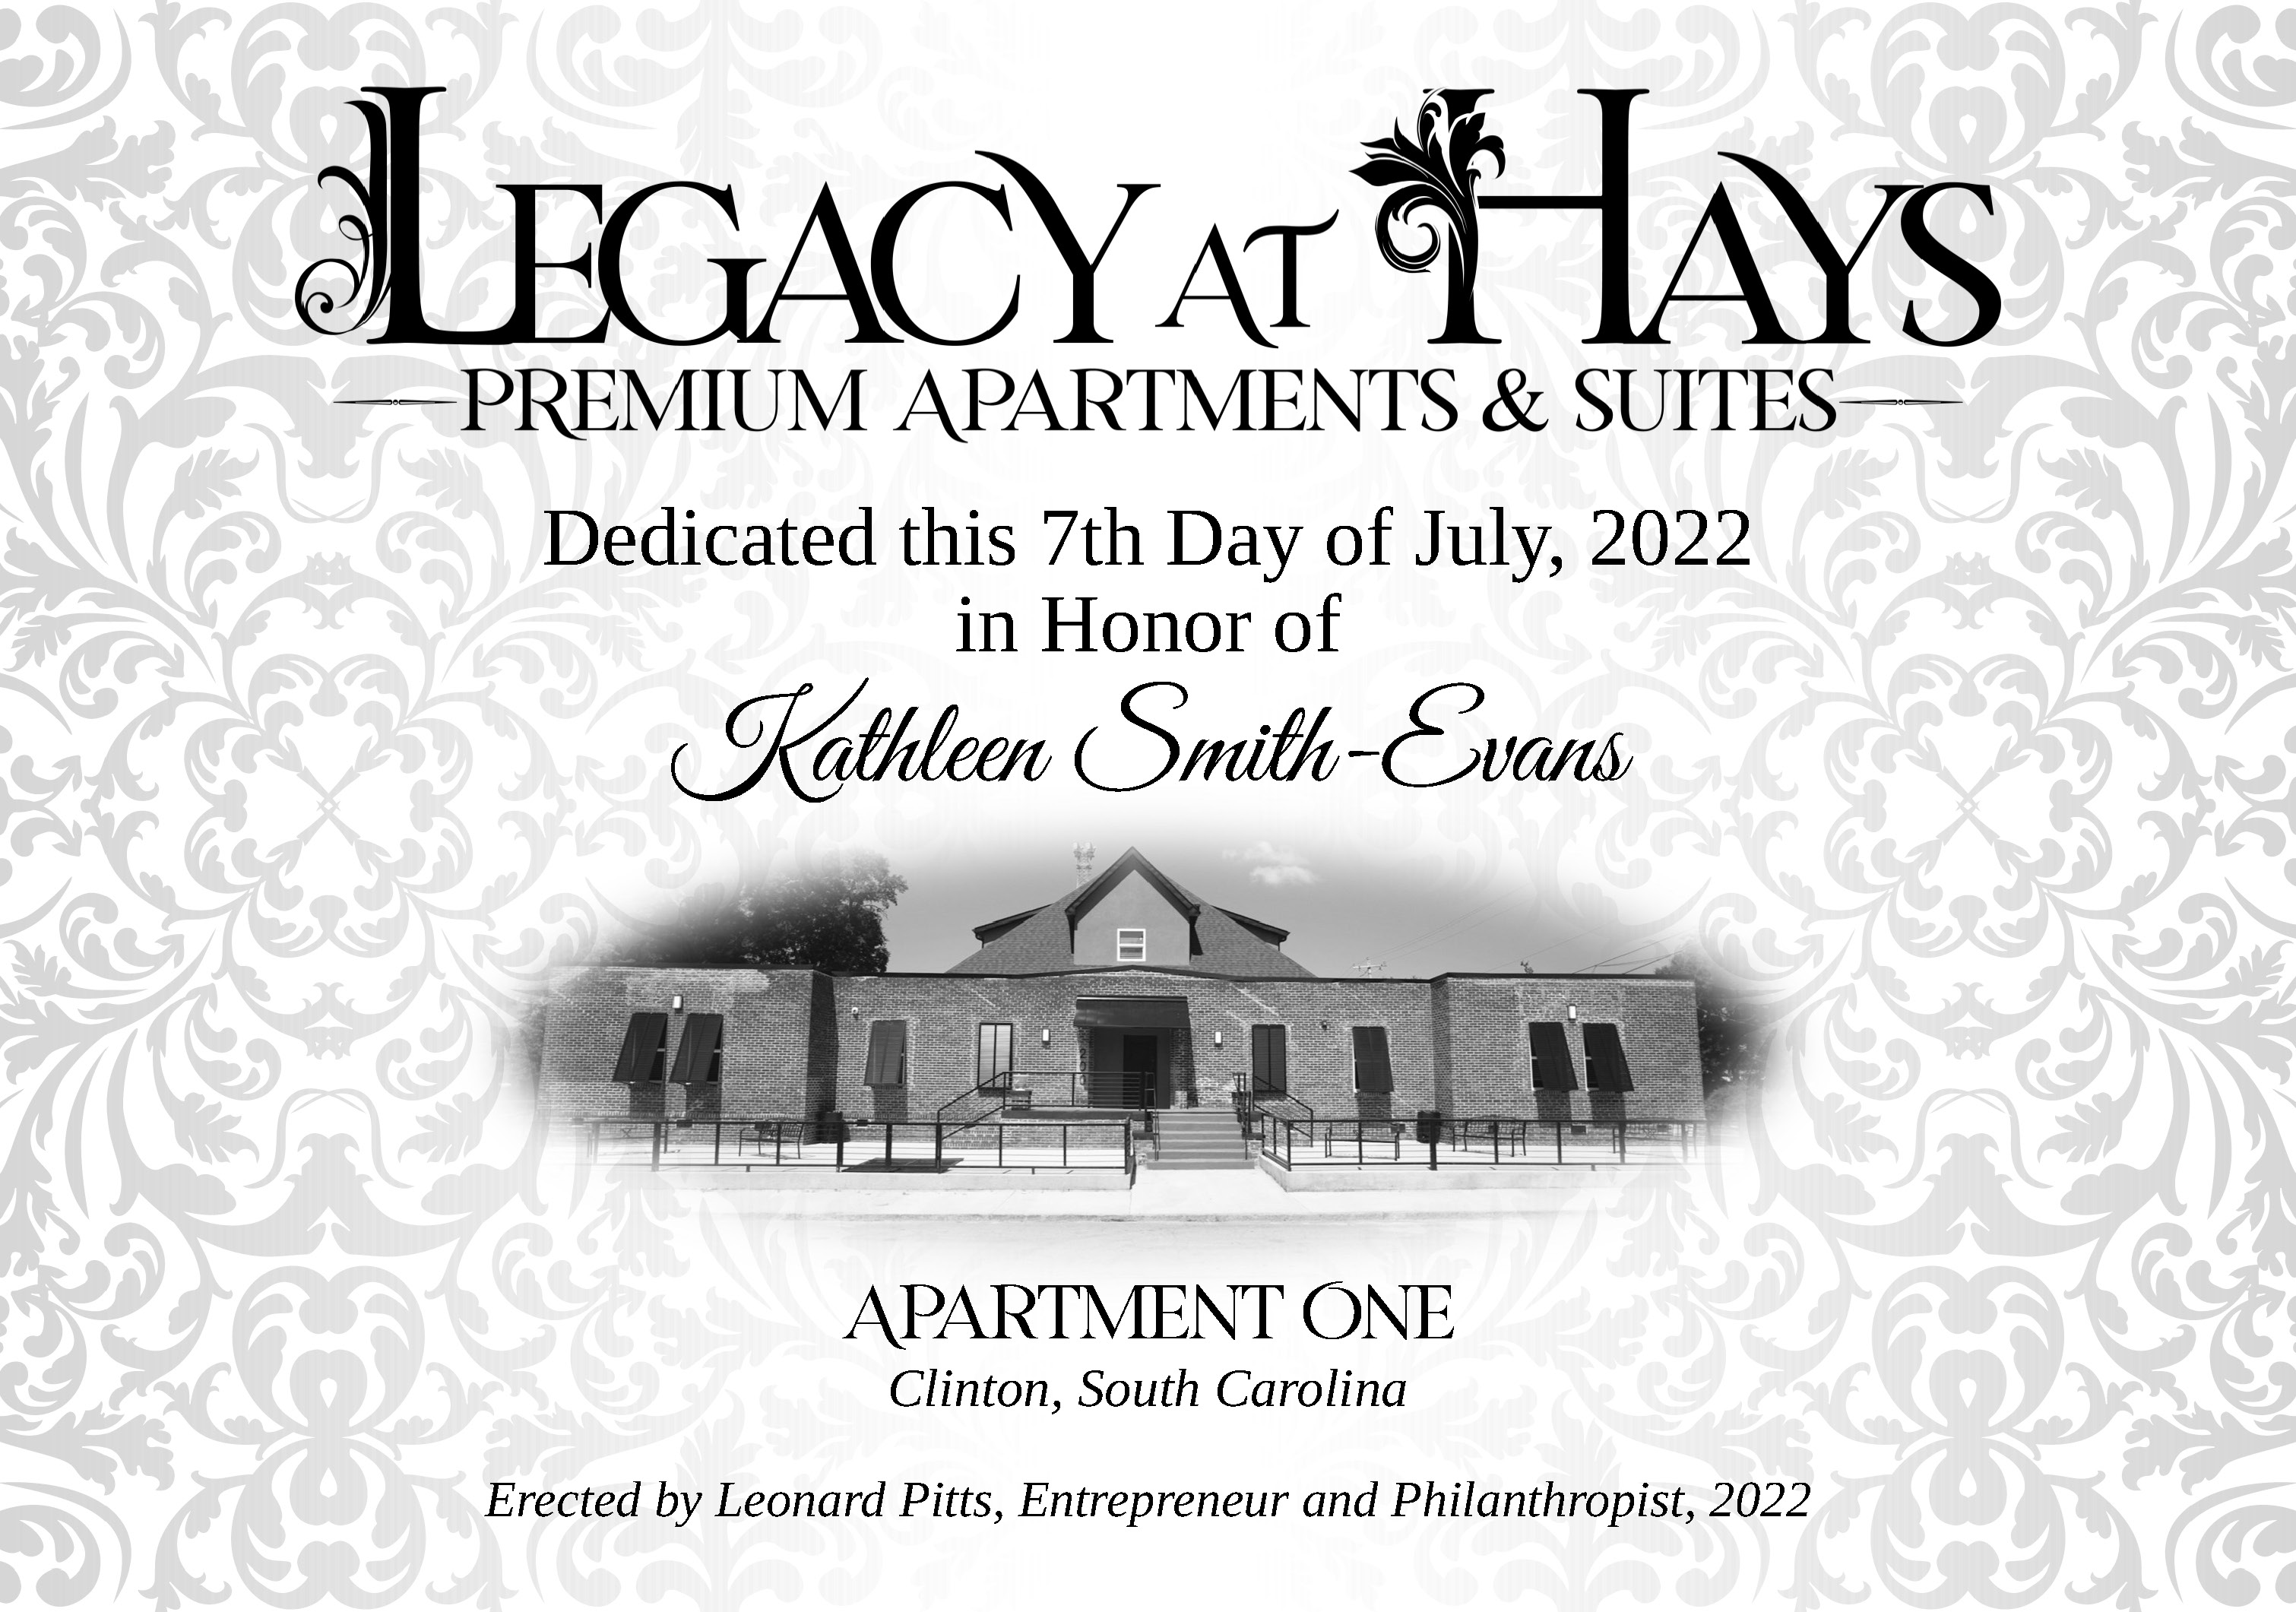 LEGACY AT HAYS
PREMIUM APARTMENTS & SUITES
Dedicated this 7th Day of July, 2022
in Honor of
Kathleen Smith-Evans
APARTMENT ONE
Clinton, South Carolina
Erected by Leonard Pitts, Entrepreneur and Philanthropist, 2022